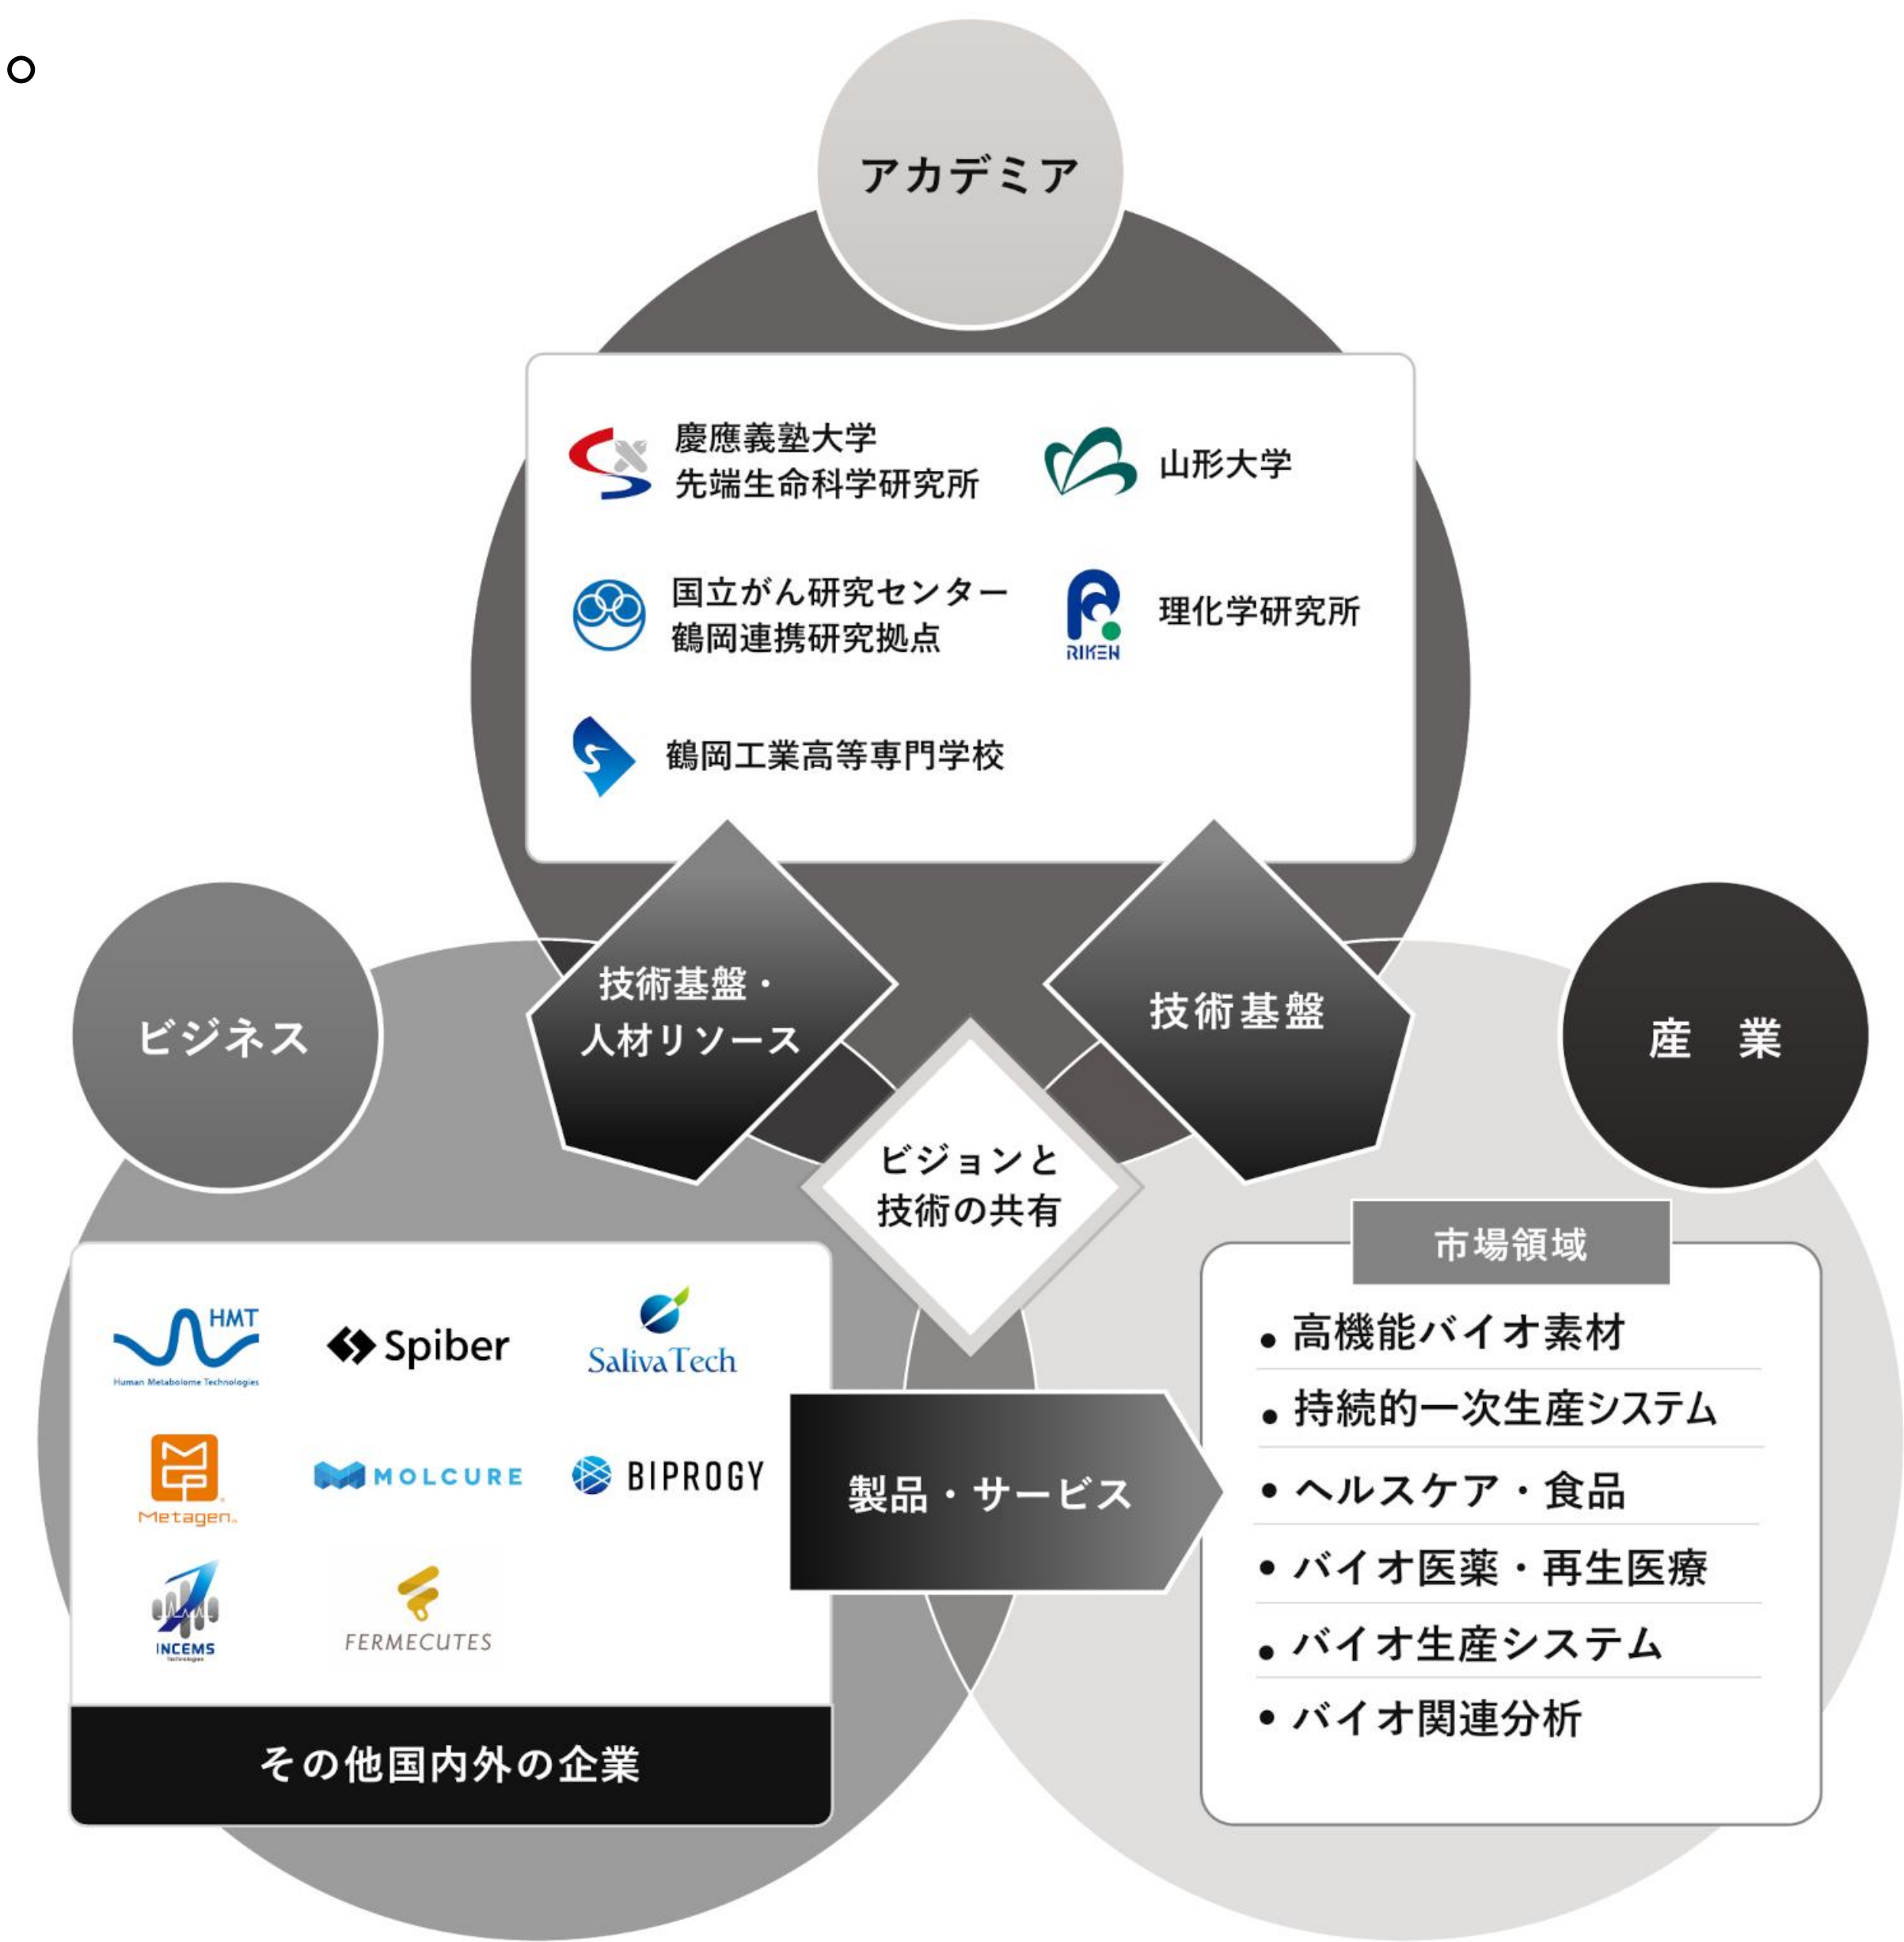 。
アカデミア
慶應義塾大学
先端生命科学研究所
山形大学
国立がん研究センター
鶴岡連携研究拠点
RIKEN
理化学研究所
鶴岡工業高等専門学校
ビジネス
技術基盤・
人材リソース
技術基盤
産　業
ビジョンと
技術の共有
HMT
Human Metabolome Technologies
Spiber
SalivaTech
Metagen
MOLCURE
BIPROGY
INCEMS
Technologies
FERMECUTES
その他国内外の企業
製品・サービス
市場領域
• 高機能バイオ素材
• 持続的一次生産システム
• ヘルスケア・食品
• バイオ医薬・再生医療
• バイオ生産システム
• バイオ関連分析